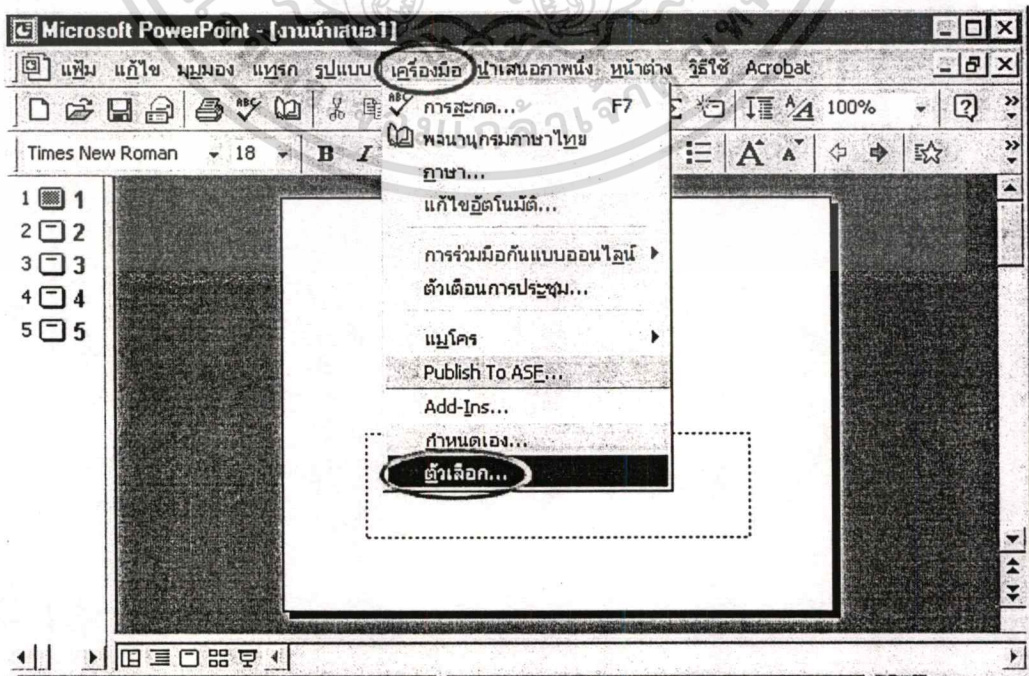 Microsoft PowerPoint - [งานนำเสนอ1]
แฟ้ม แก้ไข มุมมอง แทรก รูปแบบ เครื่องมือ นำเสนอภาพนิ่ง หน้าต่าง วิธีใช้ Acrobat
100%
Times New Roman 18 B I A A
ABC การสะกด... F7
พจนานุกรมภาษาไทย
ภาษา...
แก้ไขอัตโนมัติ...
การร่วมมือกันแบบออนไลน์
ตัวเตือนการประชุม...
แมโคร
Publish To ASF...
Add-Ins...
กำหนดเอง...
ตัวเลือก...
1 1
2 2
3 3
4 4
5 5